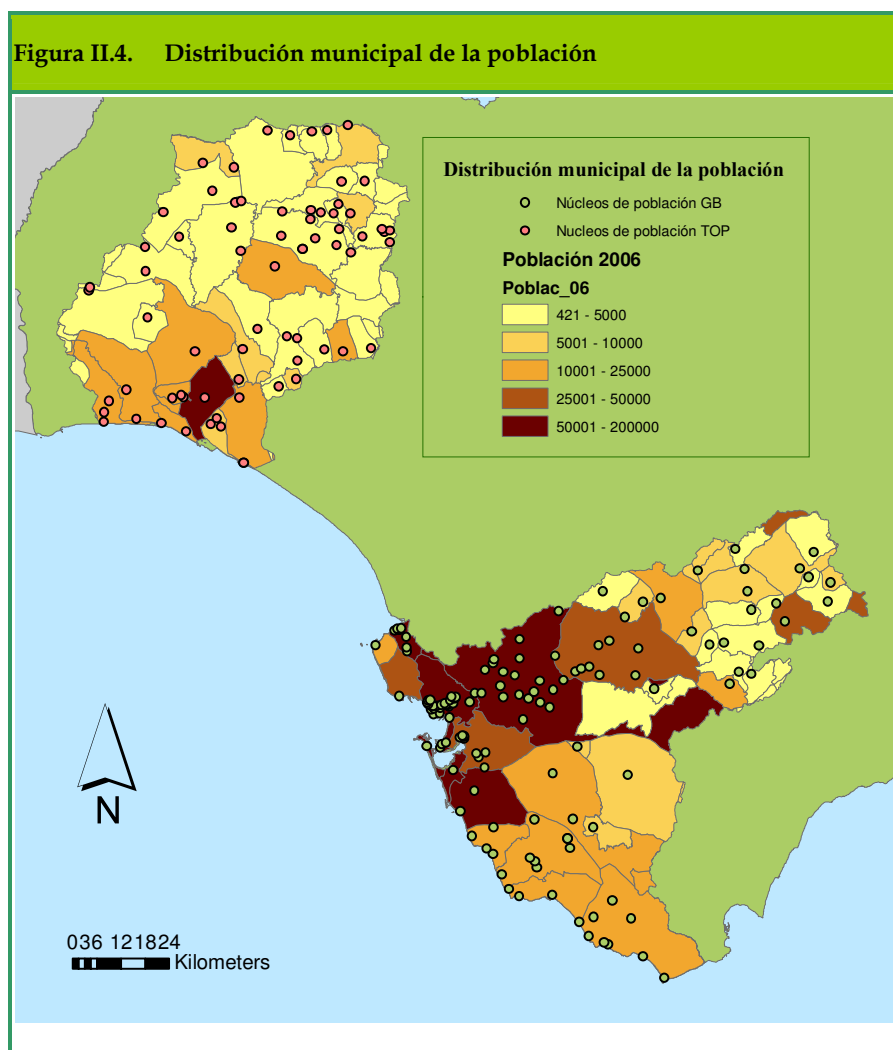 Figura II.4. Distribución municipal de la población
Distribución municipal de la población
Núcleos de población GB
Nucleos de población TOP
Población 2006
Poblac_06
421 - 5000
5001 - 10000
10001 - 25000
25001 - 50000
50001 - 200000
N
036 121824
Kilometers